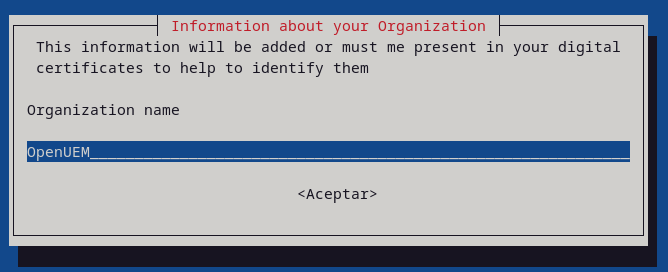 Information about your Organization
This information will be added or must me present in your digital
certificates to help to identify them
Organization name
OpenUEM
<Aceptar>